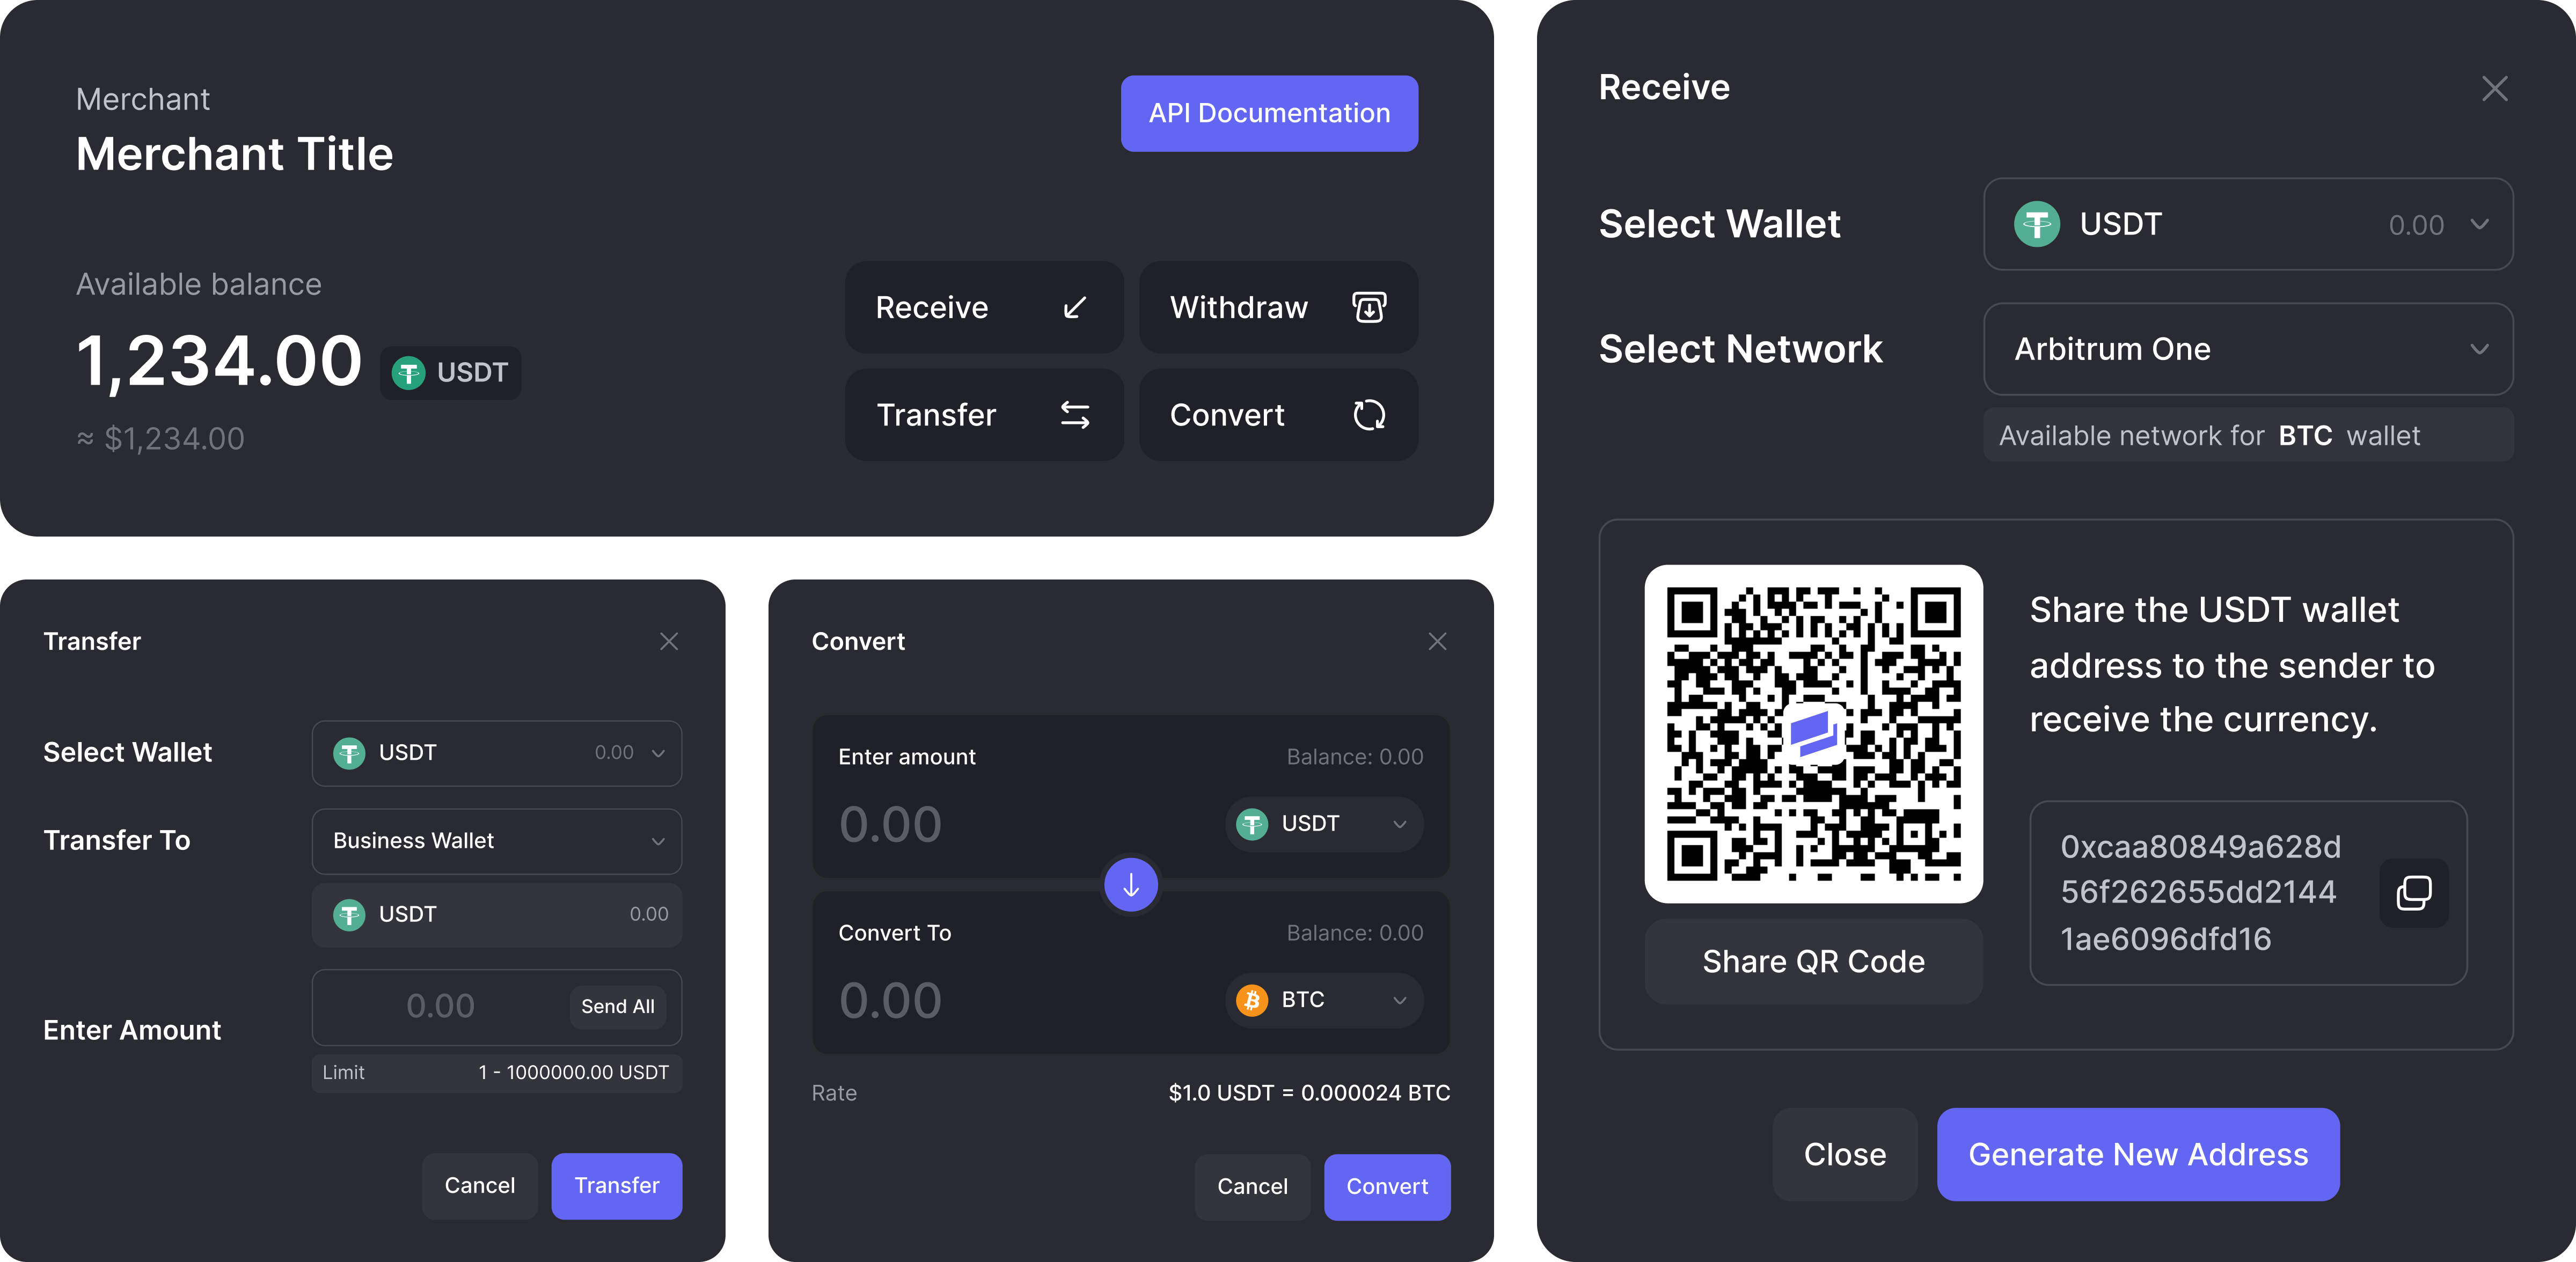 Merchant
Merchant Title
API Documentation
Available balance
1,234.00 USDT
≈ $1,234.00
Receive
Withdraw
Transfer
Convert
Transfer
Select Wallet
USDT 0.00
Transfer To
Business Wallet
USDT 0.00
Enter Amount
0.00 Send All
Limit 1 - 1000000.00 USDT
Cancel
Transfer
Convert
Enter amount Balance: 0.00
0.00 USDT
Convert To Balance: 0.00
0.00 BTC
Rate $1.0 USDT = 0.000024 BTC
Cancel
Convert
Receive
Select Wallet
USDT 0.00
Select Network
Arbitrum One
Available network for BTC wallet
Share the USDT wallet
address to the sender to
receive the currency.
0xcaa80849a628d
56f262655dd2144
1ae6096dfd16
Share QR Code
Close
Generate New Address